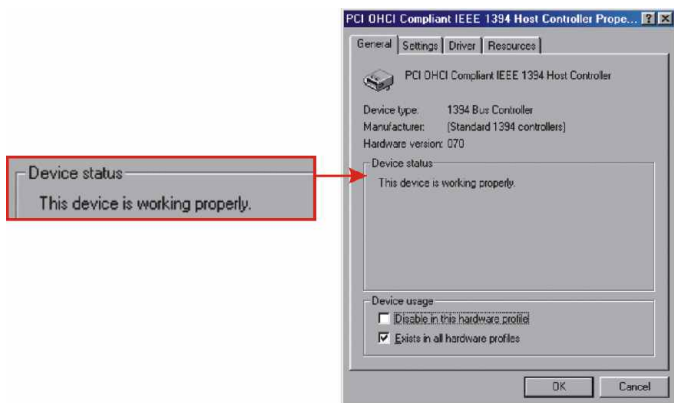 PCI OHCI Compliant IEEE 1394 Host Controller Prope...
General Settings Driver Resources
PCI OHCI Compliant IEEE 1394 Host Controller
Device type: 1394 Bus Controller
Manufacturer: (Standard 1394 controllers)
Hardware version: 070
Device status
This device is working properly.
Device status
This device is working properly.
Device usage
Disable in this hardware profile
Exists in all hardware profiles
OK Cancel